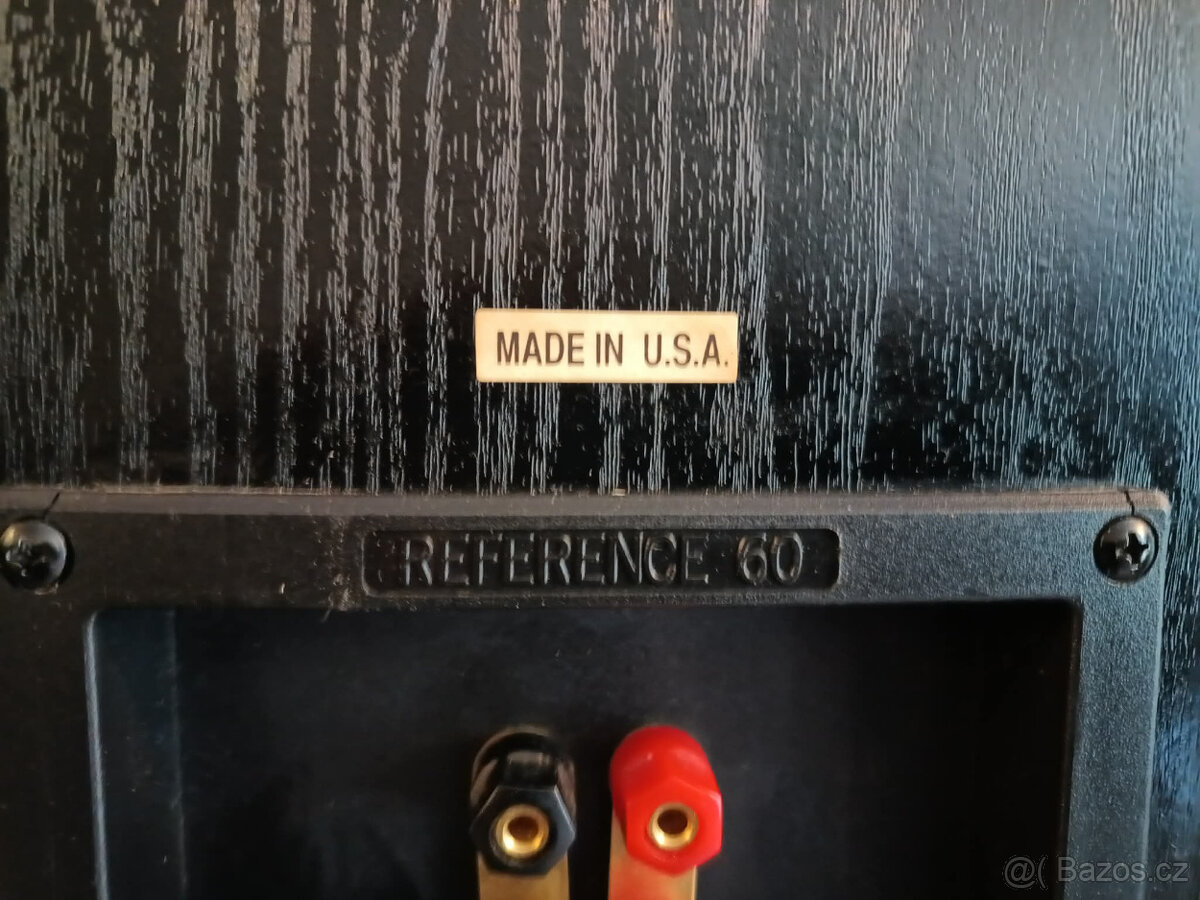 MADE IN U.S.A.
REFERENCE 60
@( Bazos.cz